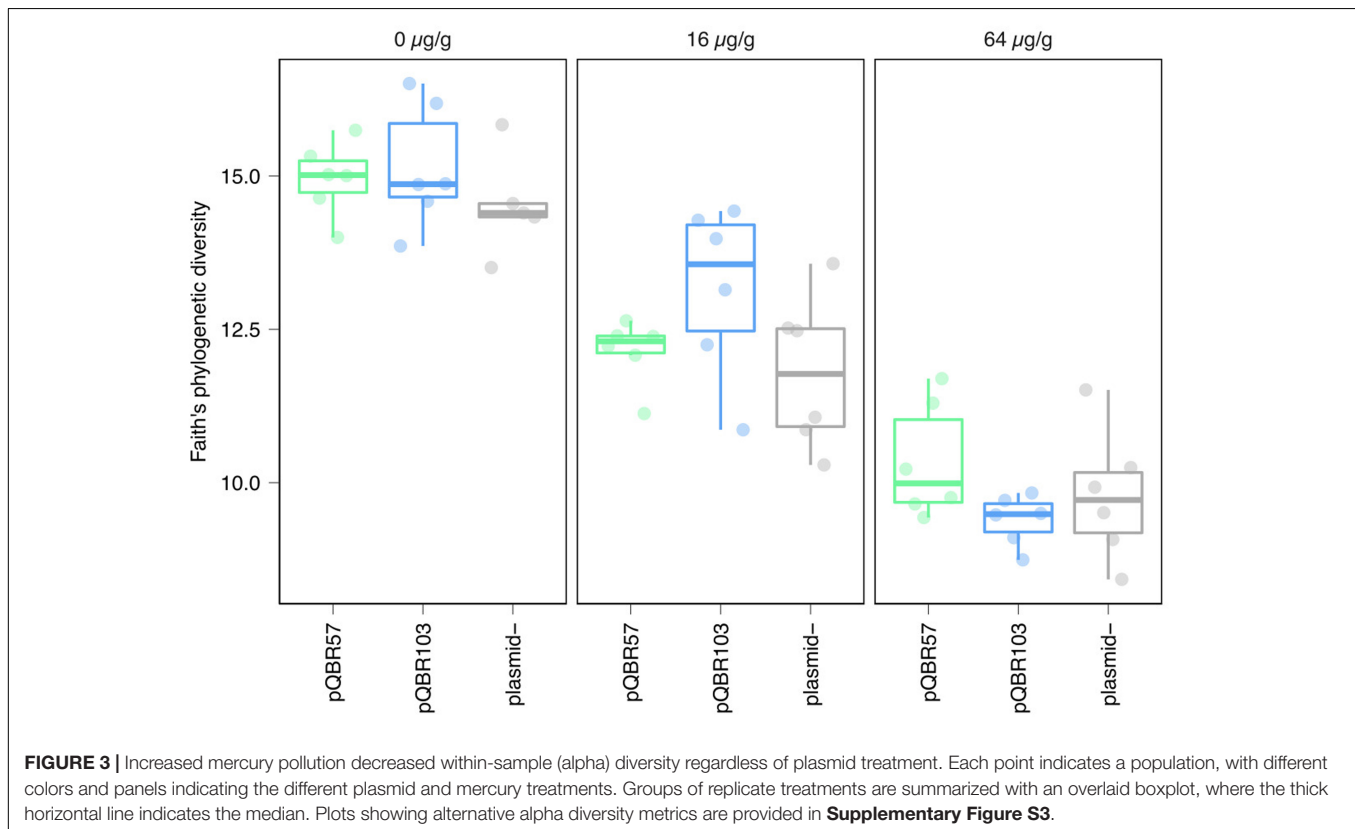 0 µg/g 16 µg/g 64 µg/g
Faith's phylogenetic diversity
15.0
12.5
10.0
pQBR57 pQBR103 plasmid− pQBR57 pQBR103 plasmid− pQBR57 pQBR103 plasmid−
FIGURE 3 | Increased mercury pollution decreased within-sample (alpha) diversity regardless of plasmid treatment. Each point indicates a population, with different
colors and panels indicating the different plasmid and mercury treatments. Groups of replicate treatments are summarized with an overlaid boxplot, where the thick
horizontal line indicates the median. Plots showing alternative alpha diversity metrics are provided in Supplementary Figure S3.